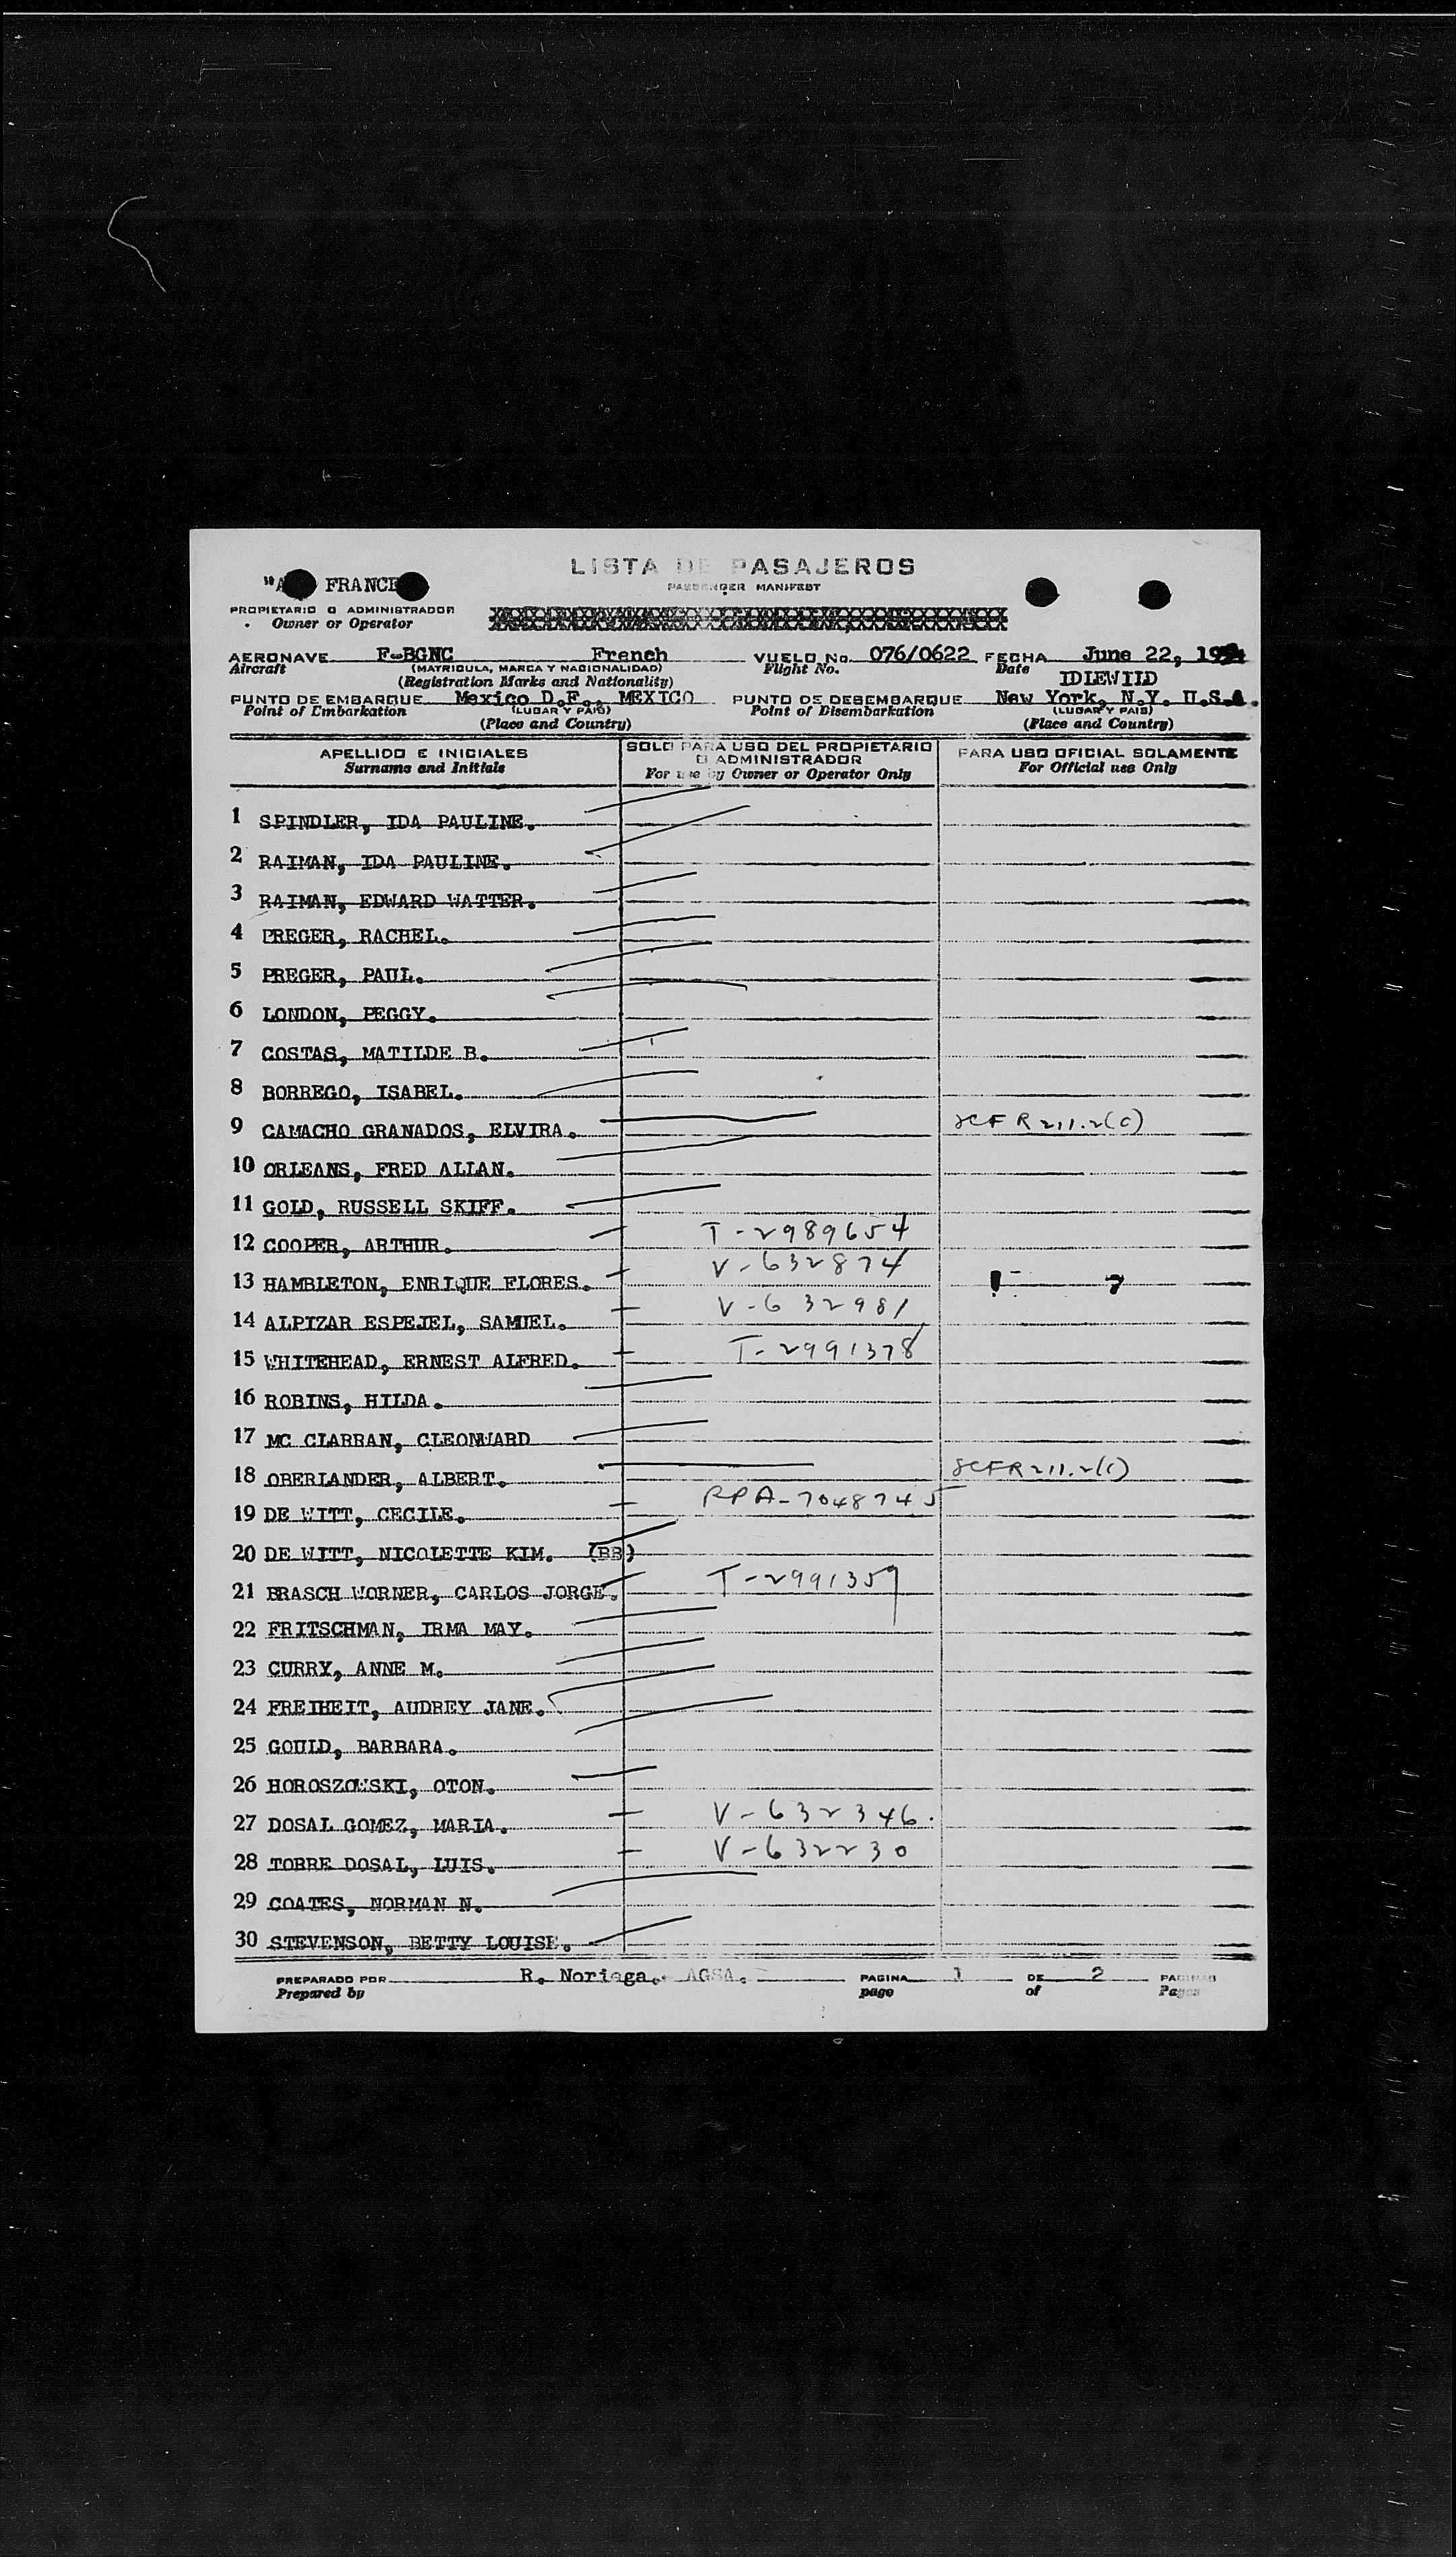 LISTA DE PASAJEROS
PASSENGER MANIFEST
FRANCE
PROPIETARIO O ADMINISTRADOR
Owner or Operator
AERONAVE F-BGNC French VUELO No. 076/0622 FECHA June 22,
Aircraft (MATRICULA, MARCA Y NACIONALIDAD) Flight No. Date
(Registration Marks and Nationality) IDLEWILD
PUNTO DE EMBARQUE Mexico D.F., MEXICO PUNTO DE DESEMBARQUE New York, N.Y. U.S.A.
Point of Embarkation (LUGAR Y PAIS) Point of Disembarkation (LUGAR Y PAIS)
(Place and Country) (Place and Country)
APELLIDO E INICIALES SOLO PARA USO DEL PROPIETARIO O ADMINISTRADOR PARA USO OFICIAL SOLAMENTE
Surname and Initials For use by Owner or Operator Only For Official use Only
1 SPINDLER, IDA PAULINE.
2 RAIMAN, IDA PAULINE.
3 RAIMAN, EDWARD WATTER.
4 PREGER, RACHEL.
5 PREGER, PAUL.
6 LONDON, PEGGY.
7 COSTAS, MATILDE B.
8 BORREGO, ISABEL.
9 CAMACHO GRANADOS, ELVIRA. 8CFR 211.2(c)
10 ORLEANS, FRED ALLAN.
11 GOLD, RUSSELL SKIFF.
12 COOPER, ARTHUR. T-2989654
13 HAMBLETON, ENRIQUE FLORES. V-632874
14 ALPIZAR ESPEJEL, SAMUEL. V-632981
15 WHITEHEAD, ERNEST ALFRED. T-2991378
16 ROBINS, HILDA.
17 MC CLARRAN, CLEONWARD
18 OBERLANDER, ALBERT. 8CFR 211.2(c)
19 DE WITT, CECILE. RPA-7048745
20 DE WITT, NICOLETTE KIM. (BB)
21 BRASCH WORNER, CARLOS JORGE. T-2991359
22 FRITSCHMAN, IRMA MAY.
23 CURRY, ANNE M.
24 FREIHEIT, AUDREY JANE.
25 GOULD, BARBARA.
26 HOROSZOWSKI, OTON.
27 DOSAL GOMEZ, MARIA. V-632346.
28 TORRE DOSAL, LUIS. V-632230
29 COATES, NORMAN N.
30 STEVENSON, BETTY LOUISE.
PREPARADO POR R. Noriega. AGSA. PAGINA 1 DE 2 PAGINAS
Prepared by page of Pages